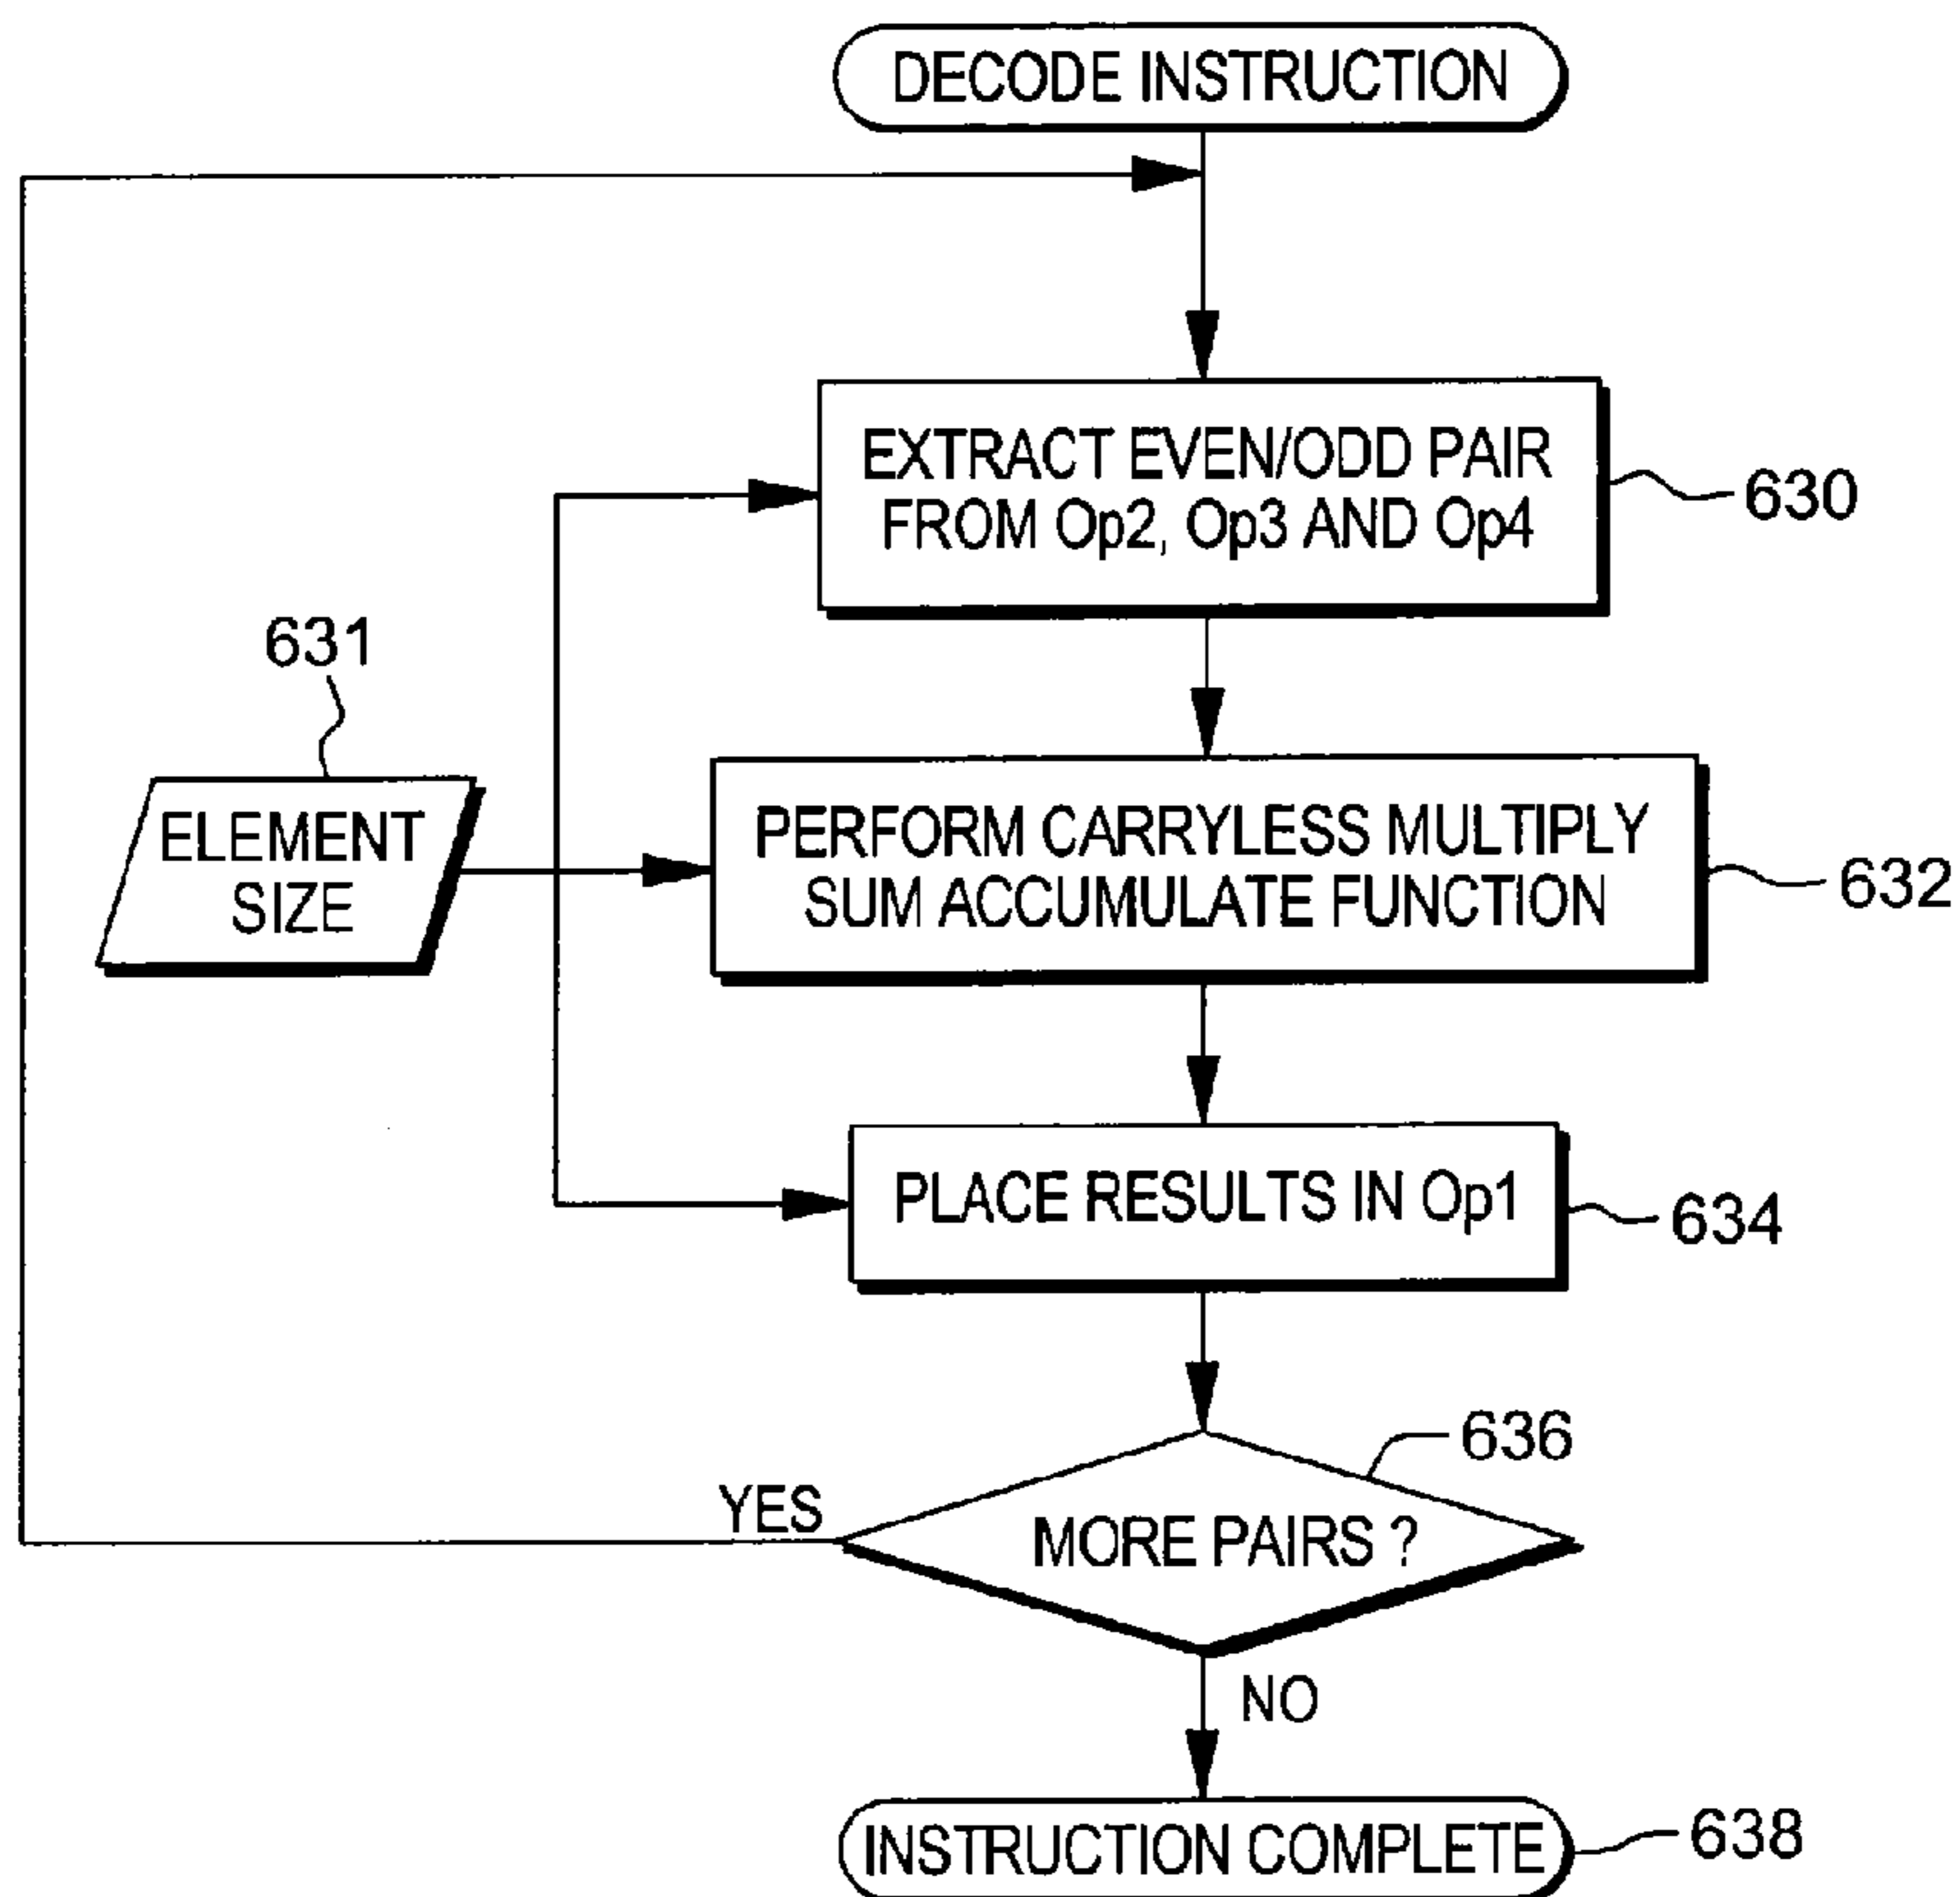 DECODE INSTRUCTION
EXTRACT EVEN/ODD PAIR
FROM Op2, Op3 AND Op4
630
631
ELEMENT
SIZE
PERFORM CARRYLESS MULTIPLY
SUM ACCUMULATE FUNCTION
632
PLACE RESULTS IN Op1
634
636
YES
MORE PAIRS ?
NO
INSTRUCTION COMPLETE
638